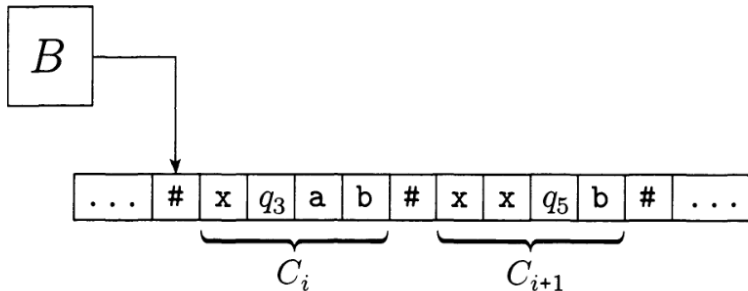 B
... # x q₃ a b # x x q₅ b # ...
Cᵢ Cᵢ₊₁